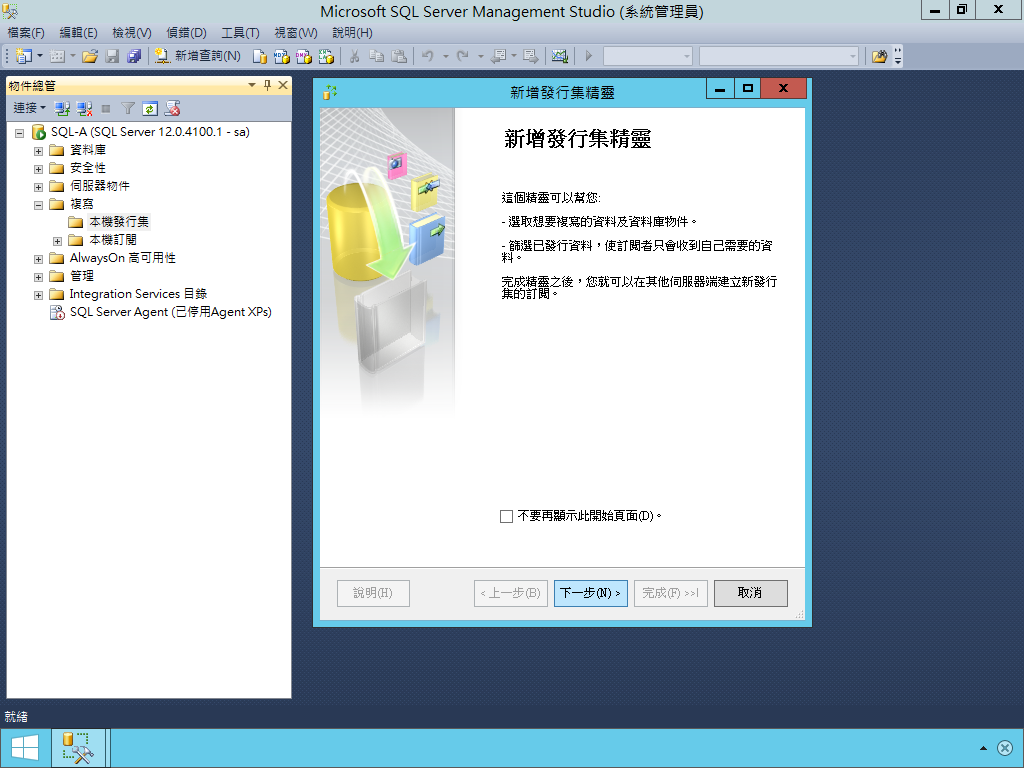 Microsoft SQL Server Management Studio (系統管理員)
檔案(F) 編輯(E) 檢視(V) 偵錯(D) 工具(T) 視窗(W) 說明(H)
新增查詢(N)
物件總管
連接
SQL-A (SQL Server 12.0.4100.1 - sa)
資料庫
安全性
伺服器物件
複寫
本機發行集
本機訂閱
AlwaysOn 高可用性
管理
Integration Services 目錄
SQL Server Agent (已停用Agent XPs)
新增發行集精靈
新增發行集精靈
這個精靈可以幫您:
- 選取想要複寫的資料及資料庫物件。
- 篩選已發行資料，使訂閱者只會收到自己需要的資
料。
完成精靈之後，您就可以在其他伺服器端建立新發行
集的訂閱。
不要再顯示此開始頁面(D)。
說明(H) < 上一步(B) 下一步(N) > 完成(F) >>| 取消
就緒